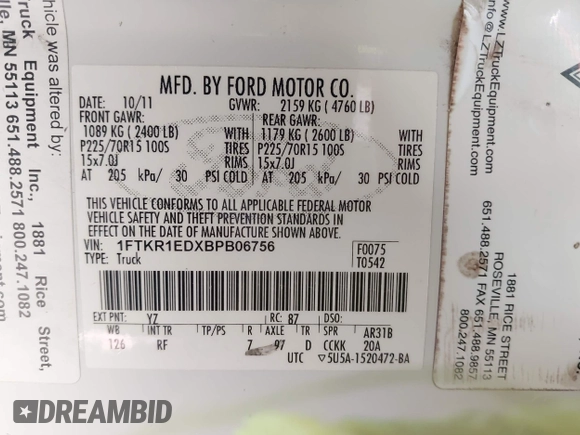 MFD. BY FORD MOTOR CO.
DATE: 10/11 GVWR: 2159 KG ( 4760 LB)
FRONT GAWR: REAR GAWR:
1089 KG ( 2400 LB) WITH 1179 KG ( 2600 LB) WITH
P225/70R15 100S TIRES P225/70R15 100S TIRES
15x7.0J RIMS 15x7.0J RIMS
AT 205 kPa/ 30 PSI COLD AT 205 kPa/ 30 PSI COLD
Ford
THIS VEHICLE CONFORMS TO ALL APPLICABLE FEDERAL MOTOR
VEHICLE SAFETY AND THEFT PREVENTION STANDARDS IN
EFFECT ON THE DATE OF MANUFACTURE SHOWN ABOVE.
VIN: 1FTKR1EDXBPB06756 F0075
TYPE: Truck T0542
EXT PNT: YZ RC: 87 DSO:
WB INT TR TP/PS R AXLE TR SPR AR31B
126 RF 7 97 D CCKK 20A
UTC 5U5A-1520472-BA
ehicle was altered by:
ruck Equipment Inc., 1881 Rice Street,
ille, MN 55113 651.488.2571 800.247.1082
info@LZTruckEquipment
www.LZTruckEquipment
1881 RICE STREET
ROSEVILLE, MN 55113
651.488.2571 FAX 651.488.9857
800.247.1082
DREAMBID